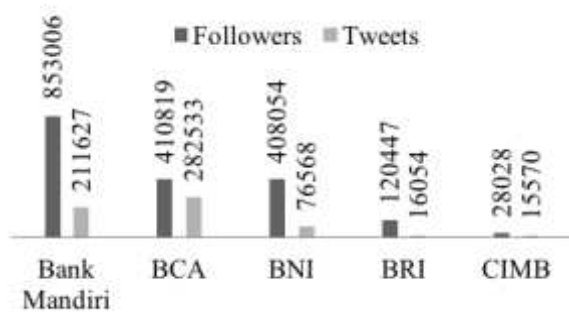 Followers Tweets
853006
211627
410819
282533
408054
76568
120447
16054
28028
15570
Bank Mandiri
BCA
BNI
BRI
CIMB